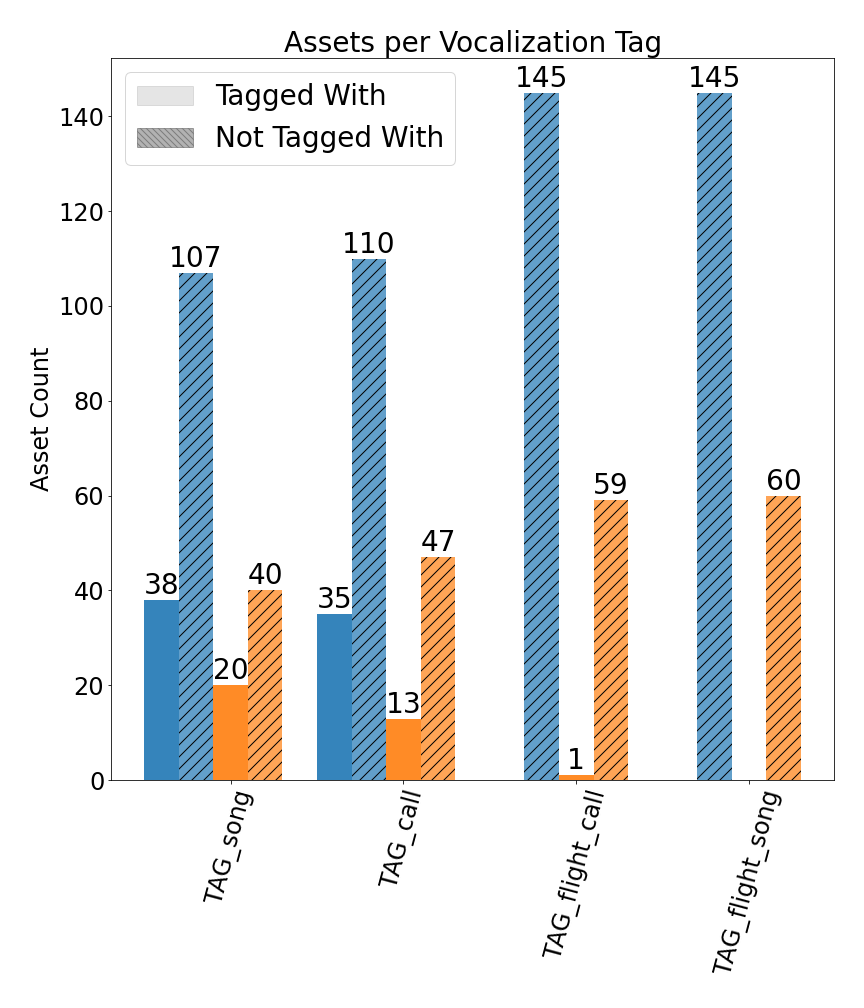 Assets per Vocalization Tag
Tagged With
Not Tagged With
Asset Count
140
120
100
80
60
40
20
0
38
107
20
40
35
110
13
47
145
1
59
145
60
TAG_song
TAG_call
TAG_flight_call
TAG_flight_song